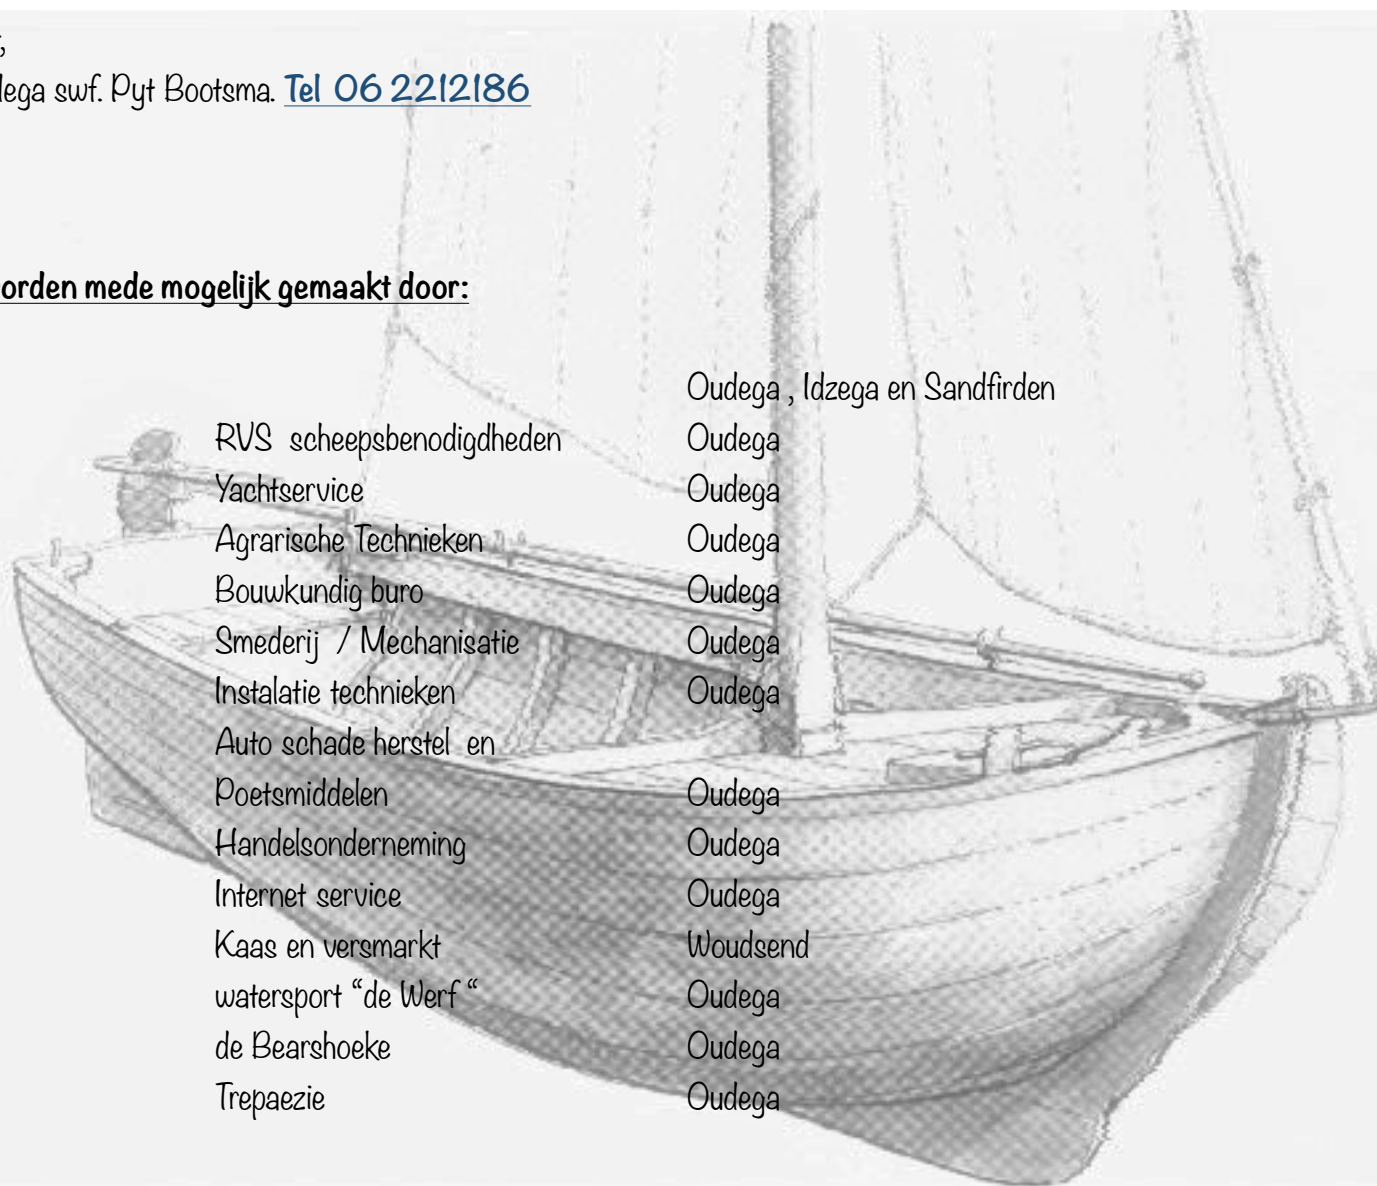 dega swf. Pyt Bootsma. Tel 06 2212186
orden mede mogelijk gemaakt door:
Oudega , Idzega en Sandfirden
RVS scheepsbenodigdheden Oudega
Yachtservice Oudega
Agrarische Technieken Oudega
Bouwkundig buro Oudega
Smederij / Mechanisatie Oudega
Instalatie technieken Oudega
Auto schade herstel en
Poetsmiddelen Oudega
Handelsonderneming Oudega
Internet service Oudega
Kaas en versmarkt Woudsend
watersport “de Werf “ Oudega
de Bearshoeke Oudega
Trepaezie Oudega